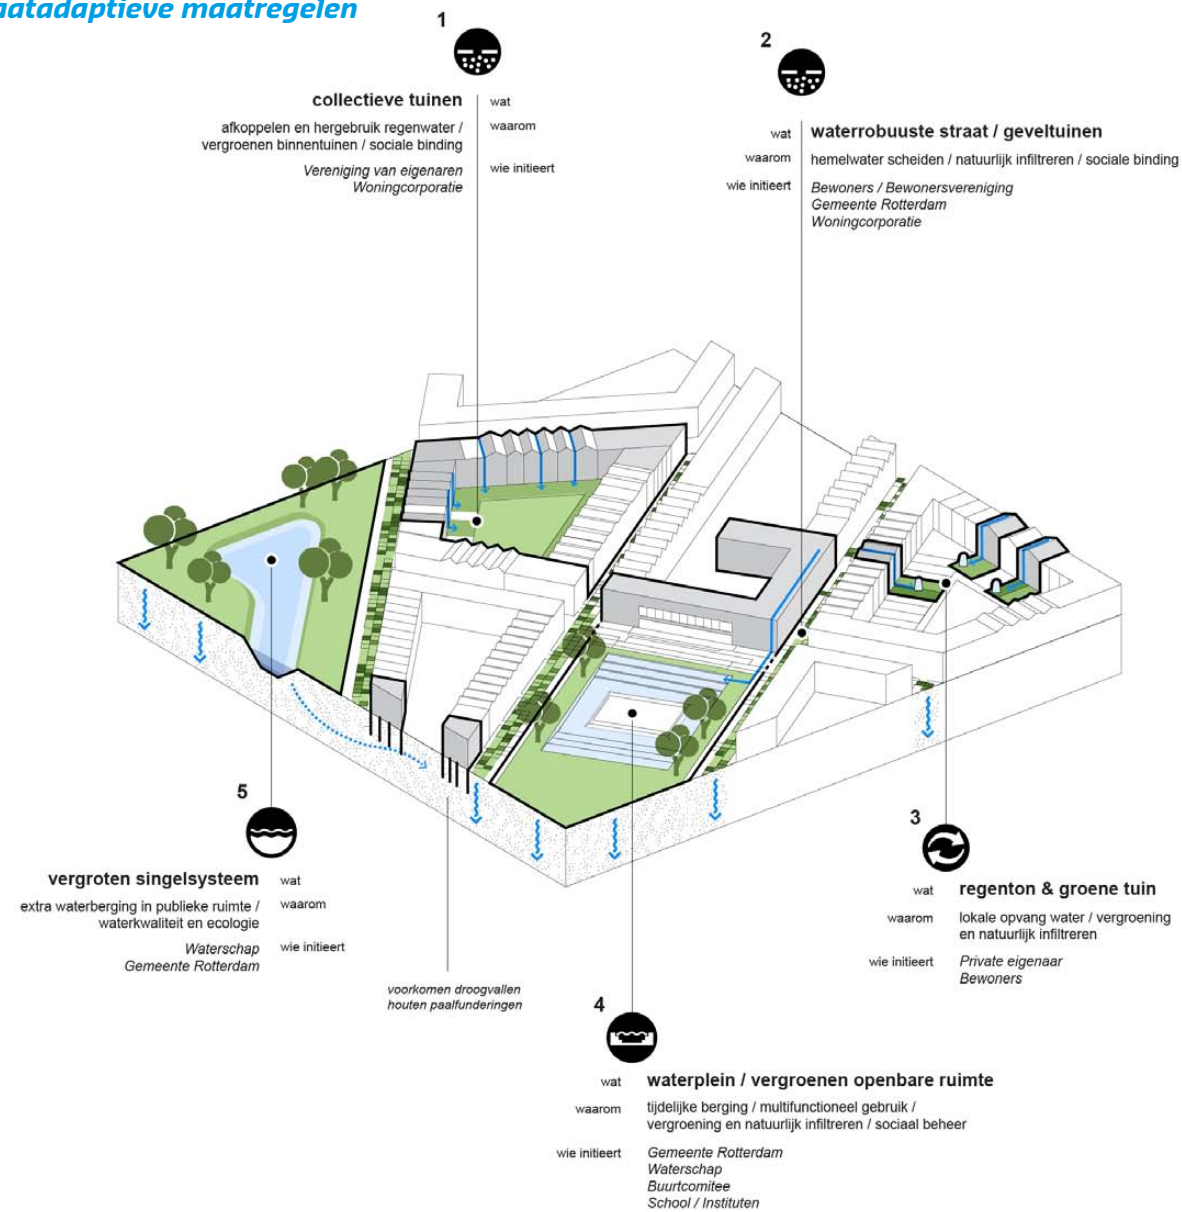 aatadaptieve maatregelen
1
collectieve tuinen wat
afkoppelen en hergebruik regenwater / waarom
vergroenen binnentuinen / sociale binding
Vereniging van eigenaren wie initieert
Woningcorporatie
2
wat waterrobuuste straat / geveltuinen
waarom hemelwater scheiden / natuurlijk infiltreren / sociale binding
wie initieert Bewoners / Bewonersvereniging
Gemeente Rotterdam
Woningcorporatie
5
vergroten singelsysteem wat
extra waterberging in publieke ruimte / waarom
waterkwaliteit en ecologie
Waterschap wie initieert
Gemeente Rotterdam
voorkomen droogvallen
houten paalfunderingen
3
wat regenton & groene tuin
waarom lokale opvang water / vergroening
en natuurlijk infiltreren
wie initieert Private eigenaar
Bewoners
4
wat waterplein / vergroenen openbare ruimte
waarom tijdelijke berging / multifunctioneel gebruik /
vergroening en natuurlijk infiltreren / sociaal beheer
wie initieert Gemeente Rotterdam
Waterschap
Buurtcomitee
School / Instituten